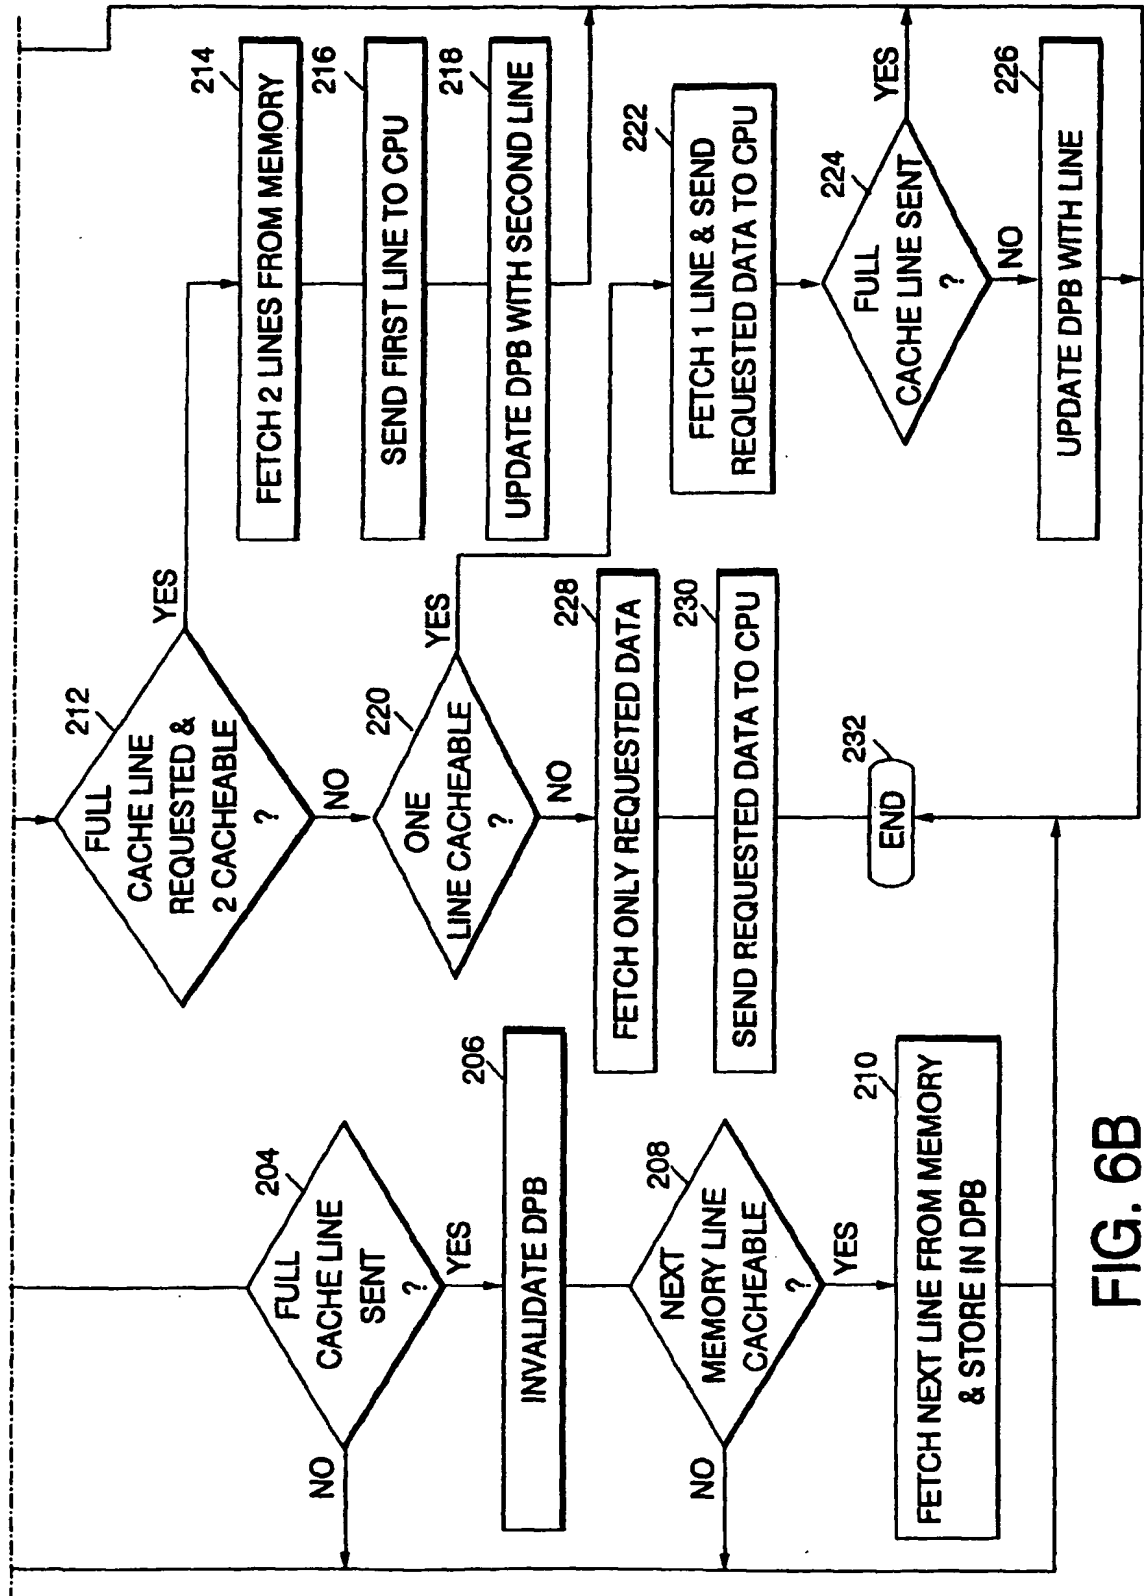 204
FULL
CACHE LINE
SENT
?
NO
YES
206
INVALIDATE DPB
208
NEXT
MEMORY LINE
CACHEABLE
?
NO
YES
210
FETCH NEXT LINE FROM MEMORY
& STORE IN DPB
212
FULL
CACHE LINE
REQUESTED &
2 CACHEABLE
?
YES
NO
214
FETCH 2 LINES FROM MEMORY
216
SEND FIRST LINE TO CPU
218
UPDATE DPB WITH SECOND LINE
220
ONE
LINE CACHEABLE
?
YES
NO
222
FETCH 1 LINE & SEND
REQUESTED DATA TO CPU
224
FULL
CACHE LINE SENT
?
YES
NO
226
UPDATE DPB WITH LINE
228
FETCH ONLY REQUESTED DATA
230
SEND REQUESTED DATA TO CPU
232
END
FIG. 6B